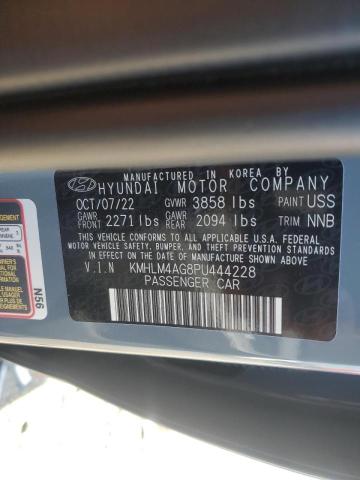 MANUFACTURED IN KOREA BY
HYUNDAI MOTOR COMPANY
OCT/07/22 GVWR 3858 lbs PAINT USS
GAWR FRONT 2271 lbs GAWR REAR 2094 lbs TRIM NNB
THIS VEHICLE CONFORMS TO ALL APPLICABLE U.S.A. FEDERAL
MOTOR VEHICLE SAFETY, BUMPER, AND THEFT PREVENTION STANDARDS
IN EFFECT ON THE DATE OF MANUFACTURE SHOWN ABOVE.
V.I.N KMHLM4AG8PU444228
PASSENGER CAR
N56